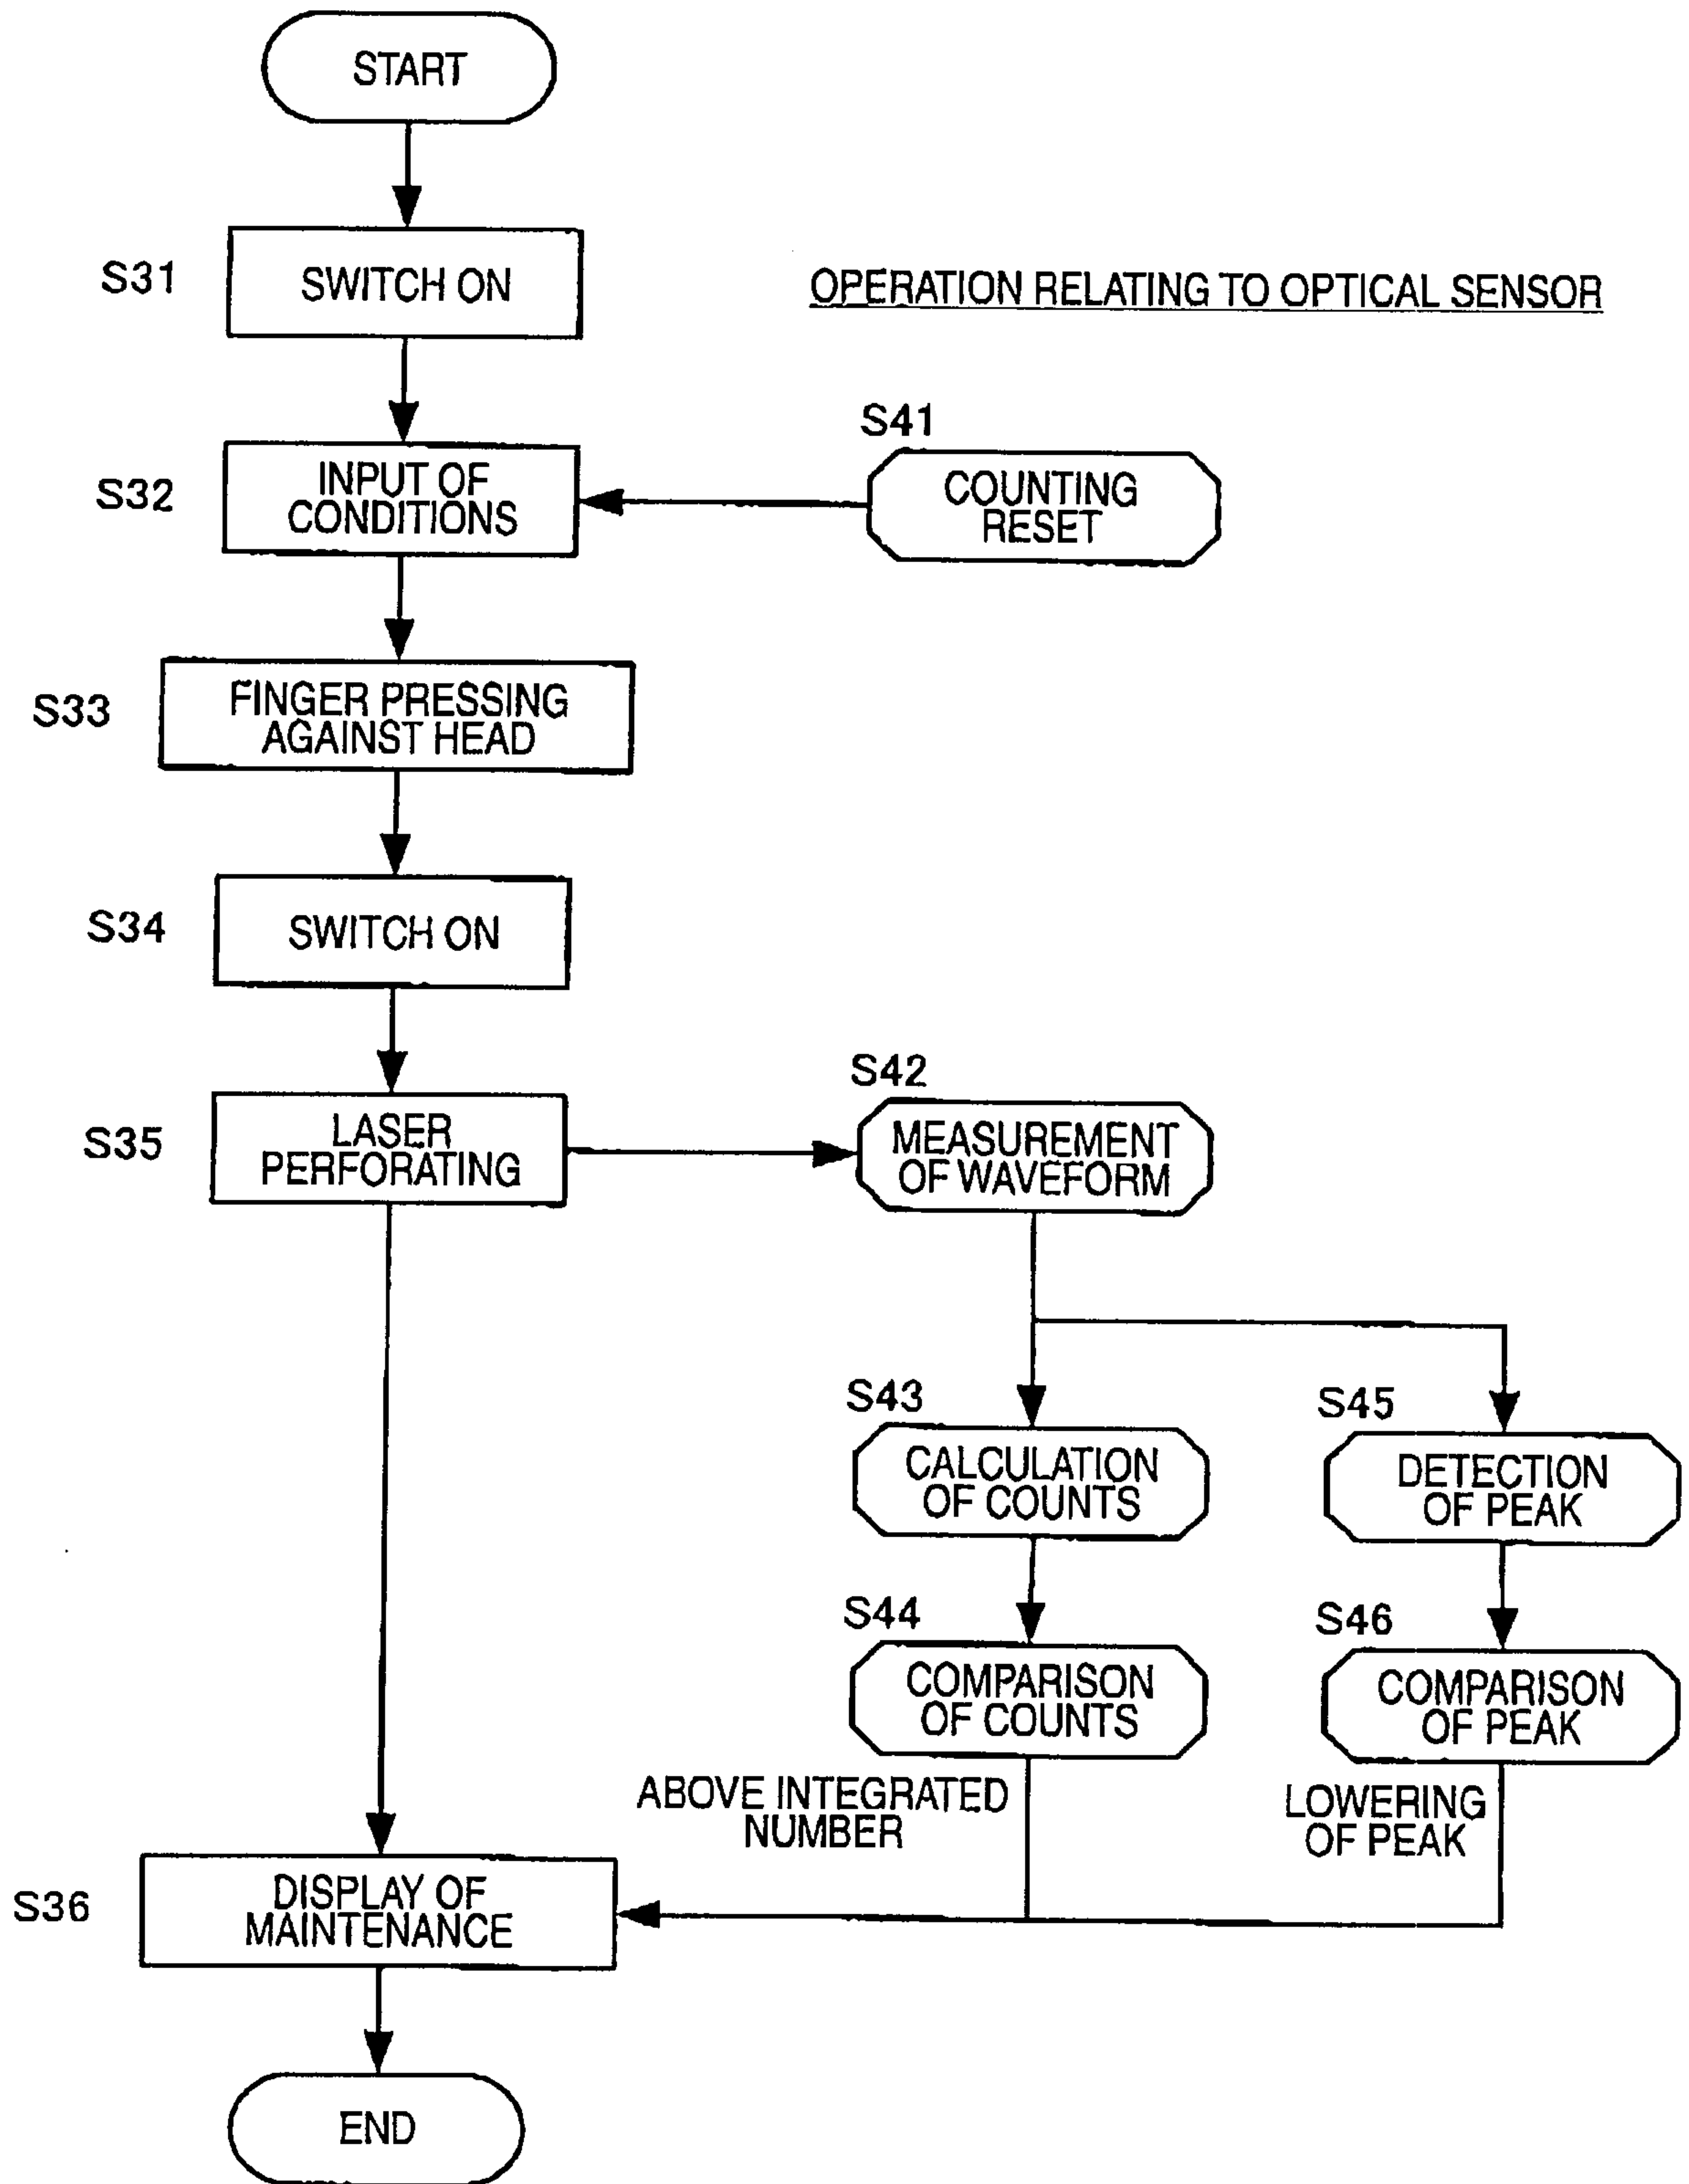 START
S31
SWITCH ON
OPERATION RELATING TO OPTICAL SENSOR
S32
INPUT OF
CONDITIONS
S41
COUNTING
RESET
S33
FINGER PRESSING
AGAINST HEAD
S34
SWITCH ON
S35
LASER
PERFORATING
S42
MEASUREMENT
OF WAVEFORM
S43
CALCULATION
OF COUNTS
S45
DETECTION
OF PEAK
S44
COMPARISON
OF COUNTS
S46
COMPARISON
OF PEAK
ABOVE INTEGRATED
NUMBER
LOWERING
OF PEAK
S36
DISPLAY OF
MAINTENANCE
END